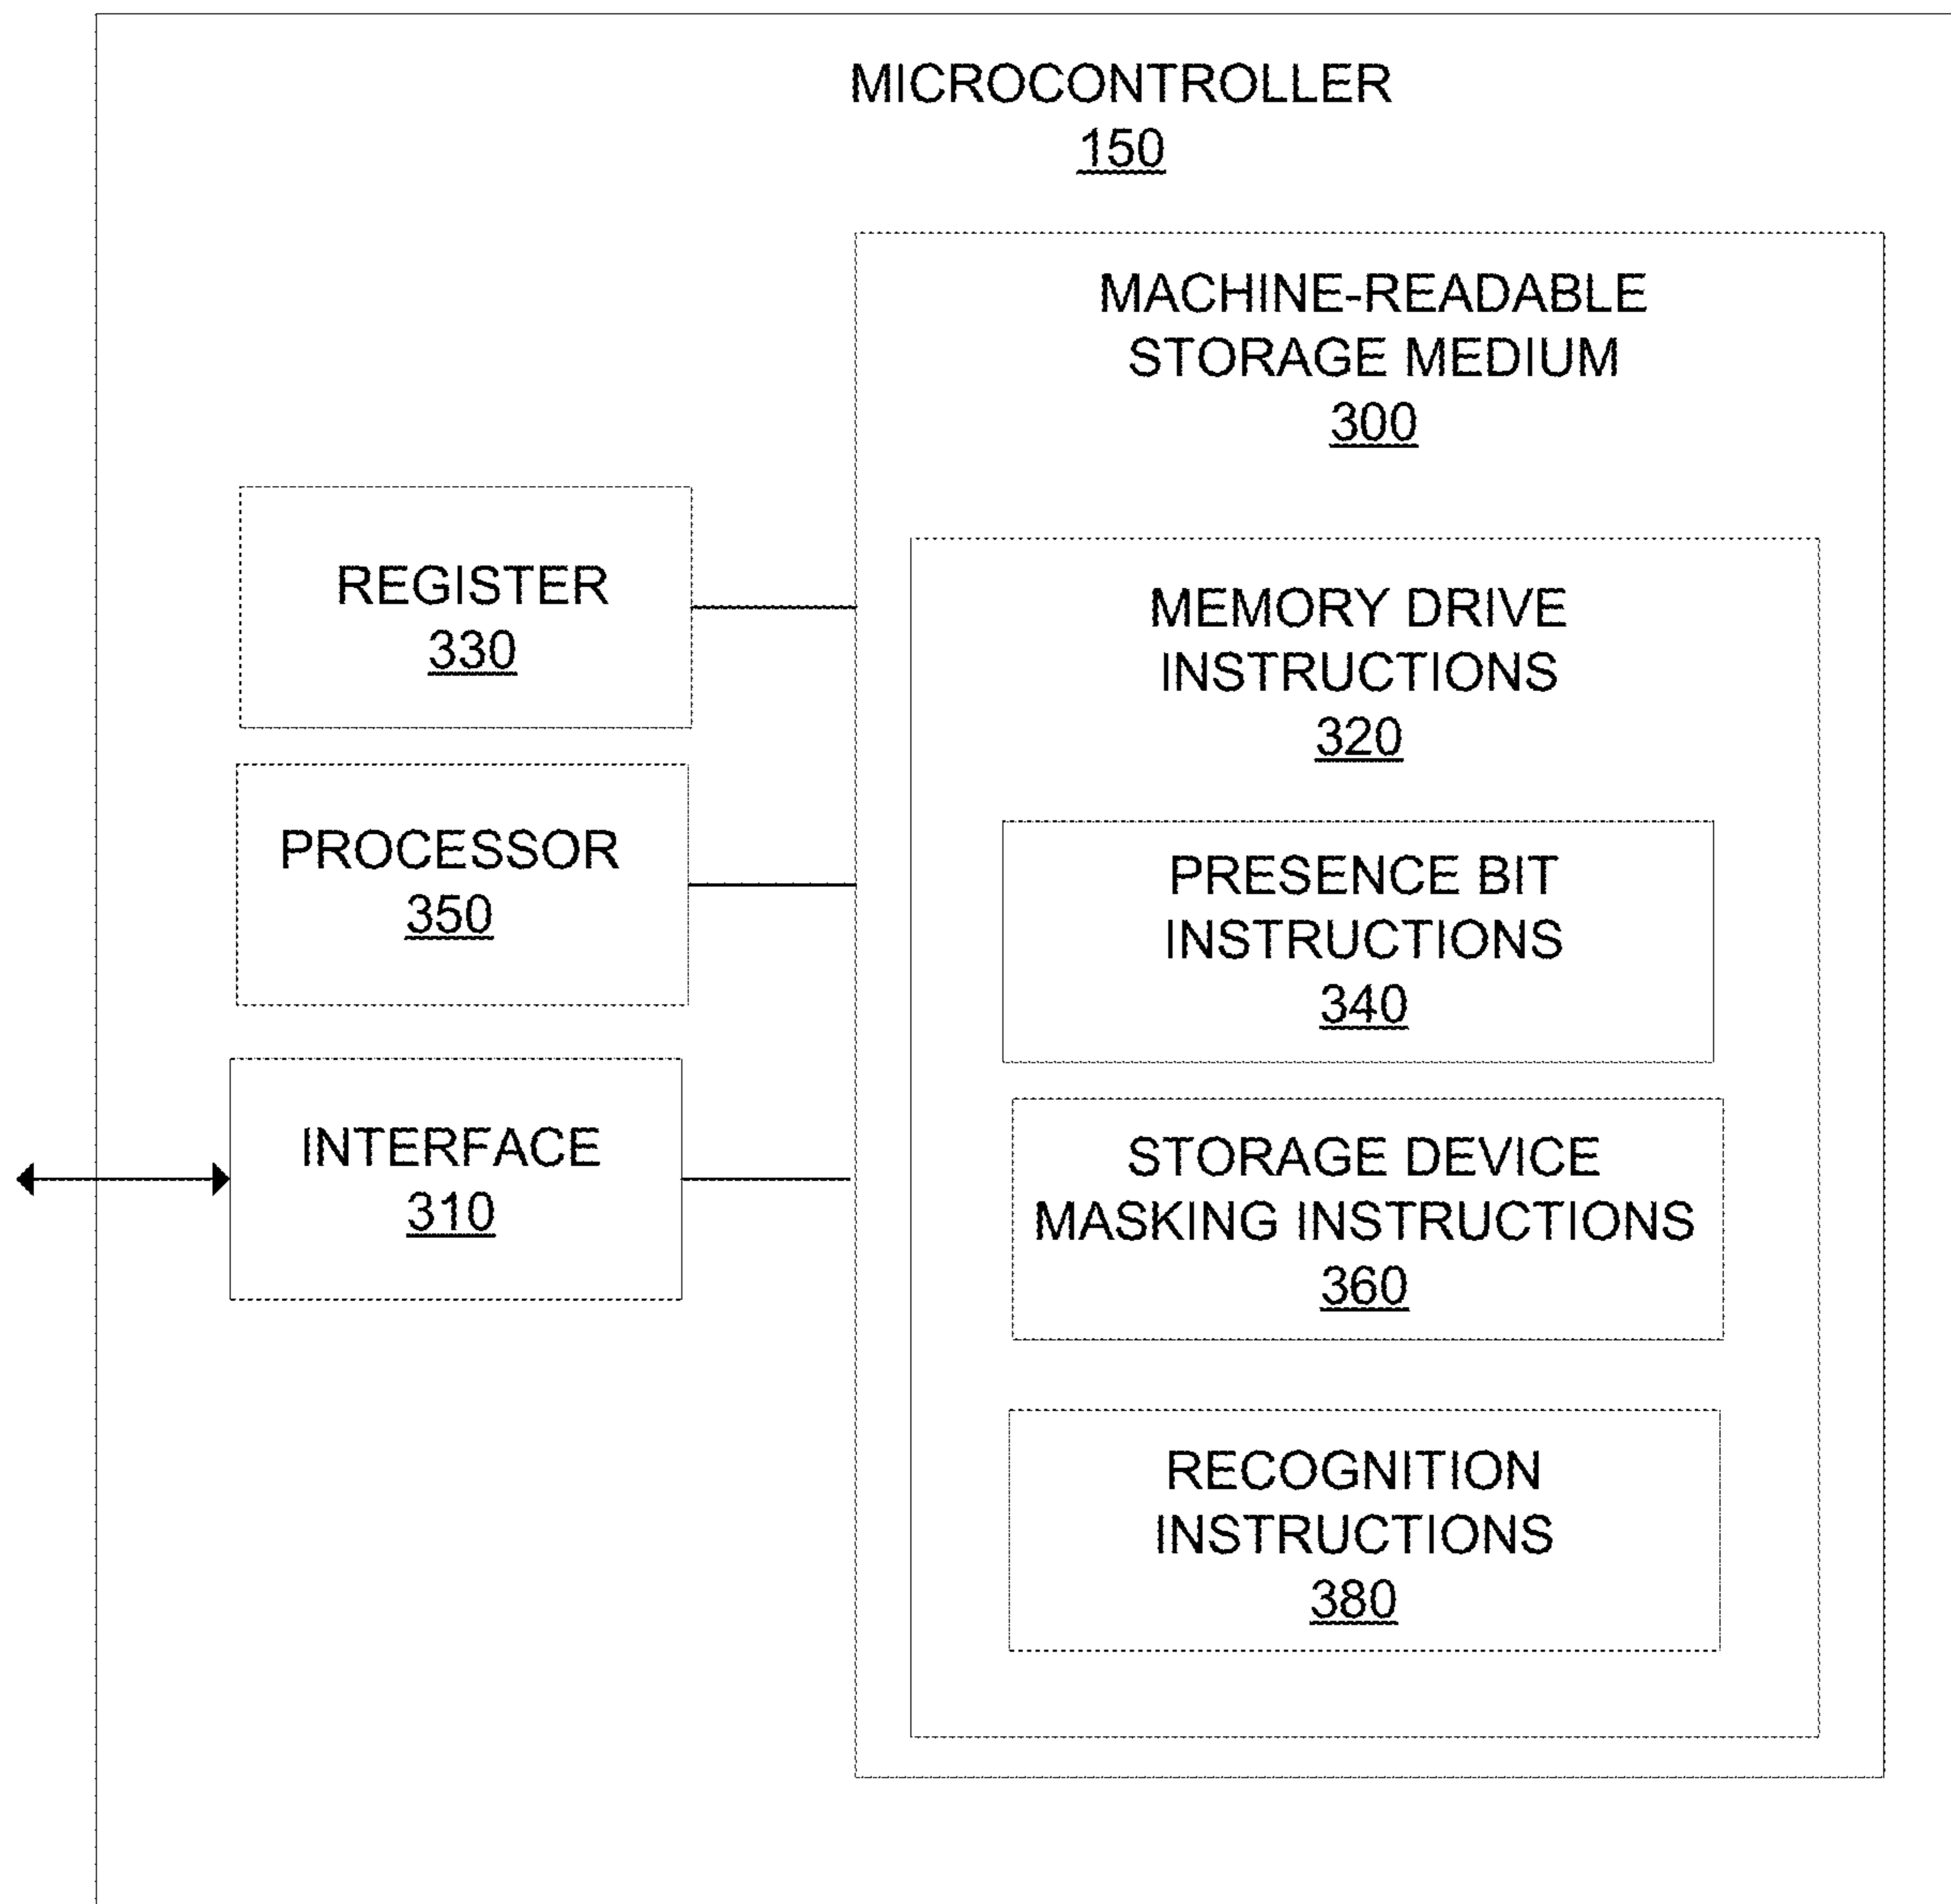 MICROCONTROLLER
150
MACHINE-READABLE
STORAGE MEDIUM
300
REGISTER
330
PROCESSOR
350
INTERFACE
310
MEMORY DRIVE
INSTRUCTIONS
320
PRESENCE BIT
INSTRUCTIONS
340
STORAGE DEVICE
MASKING INSTRUCTIONS
360
RECOGNITION
INSTRUCTIONS
380